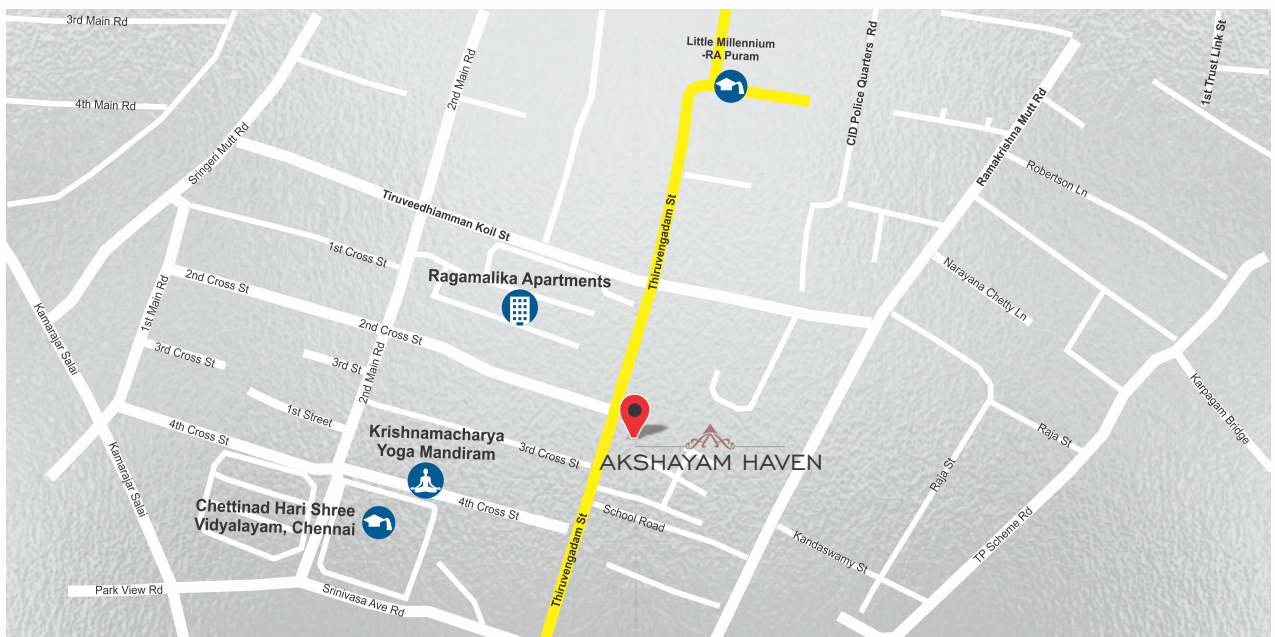 3rd Main Rd
4th Main Rd
Sringeri Mutt Rd
2nd Main Rd
Little Millennium
-RA Puram
CID Police Quarters Rd
1st Trust Link St
Ramakrishna Mutt Rd
Robertson Ln
Tiruveedhiamman Koil St
Thiruvengadam St
1st Cross St
2nd Cross St
Ragamalika Apartments
Narayana Chetty Ln
1st Main Rd
Kamarajar Salai
2nd Cross St
3rd Cross St
3rd St
2nd Main Rd
Karpagam Bridge
1st Street
4th Cross St
Krishnamacharya
Yoga Mandiram
3rd Cross St
AKSHAYAM HAVEN
Raja St
Raja St
Kamarajar Salai
Chettinad Hari Shree
Vidyalayam, Chennai
4th Cross St
School Road
TP Scheme Rd
Kandaswamy St
Thiruvengadam St
Park View Rd
Srinivasa Ave Rd